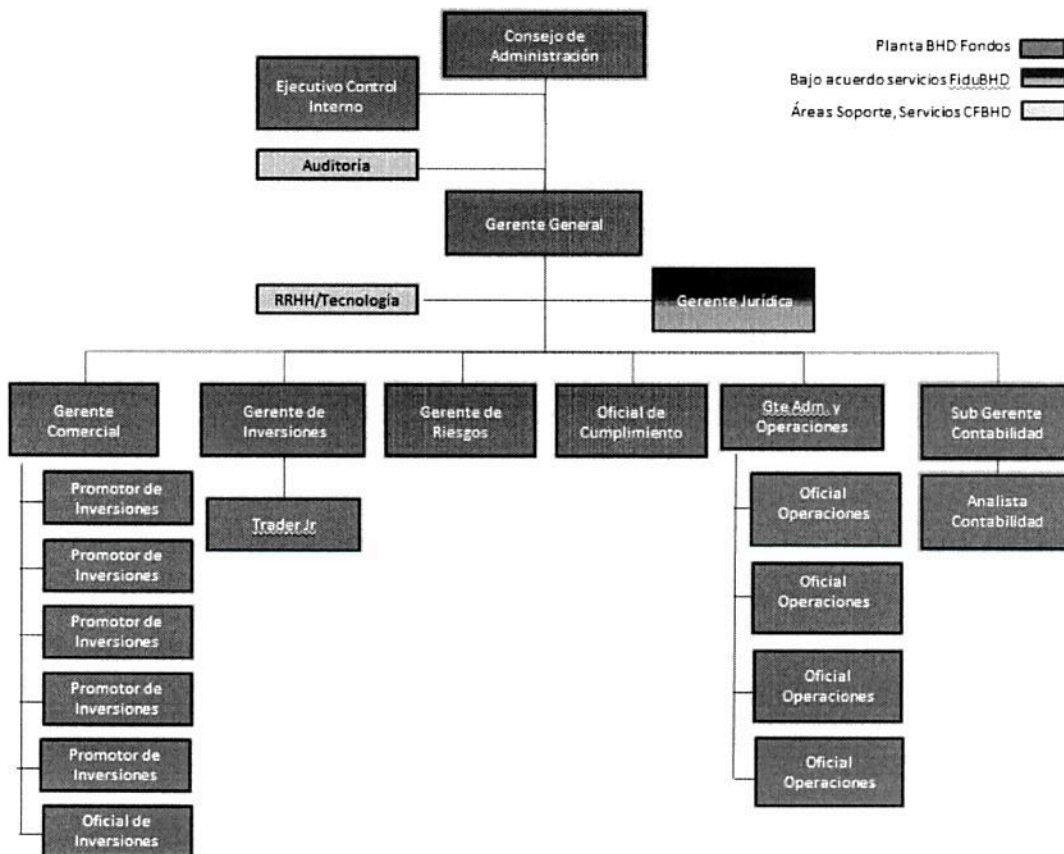 Consejo de
Administración
Planta BHD Fondos
Bajo acuerdo servicios FiduBHD
Áreas Soporte, Servicios CFBHD
Ejecutivo Control
Interno
Auditoría
Gerente General
RRHH/Tecnología
Gerente Jurídica
Gerente
Comercial
Gerente de
Inversiones
Gerente de
Riesgos
Oficial de
Cumplimiento
Gte Adm. y
Operaciones
Sub Gerente
Contabilidad
Promotor de
Inversiones
Promotor de
Inversiones
Promotor de
Inversiones
Promotor de
Inversiones
Promotor de
Inversiones
Oficial de
Inversiones
Trader Jr
Oficial
Operaciones
Oficial
Operaciones
Oficial
Operaciones
Oficial
Operaciones
Analista
Contabilidad